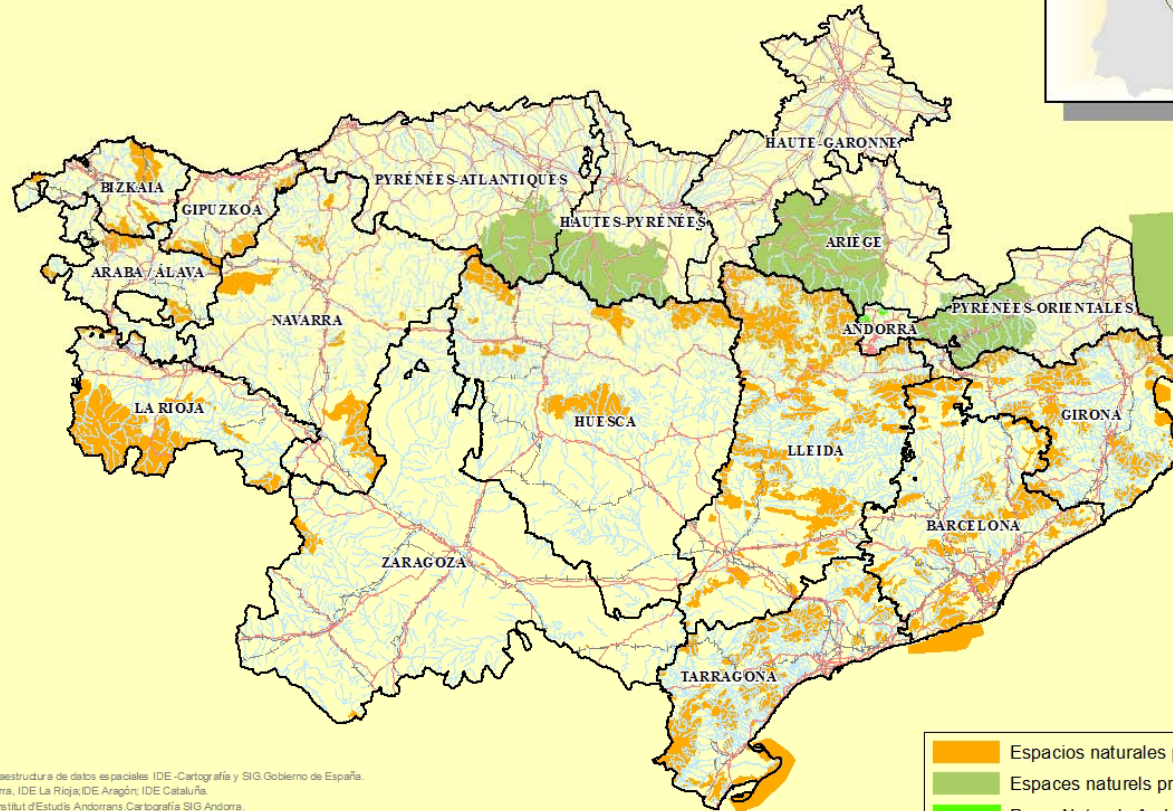 HAUTE-GARONNE
PYRÉNÉES-ATLANTIQUES
BIZKAIA
GIPUZKOA
HAUTES-PYRÉNÉES
ARIÈGE
ARABA / ÁLAVA
PYRÉNÉES-ORIENTALES
NAVARRA
ANDORRA
LA RIOJA
HUESCA
GIRONA
LLEIDA
BARCELONA
ZARAGOZA
TARRAGONA
Espacios naturales
Espaces naturels
aestructura de datos espaciales IDE -Cartografía y SIG.Gobierno de España.
rra, IDE La Rioja;IDE Aragón; IDE Cataluña.
nstitut d'Estudis Andorrans.Cartografía SIG Andorra.